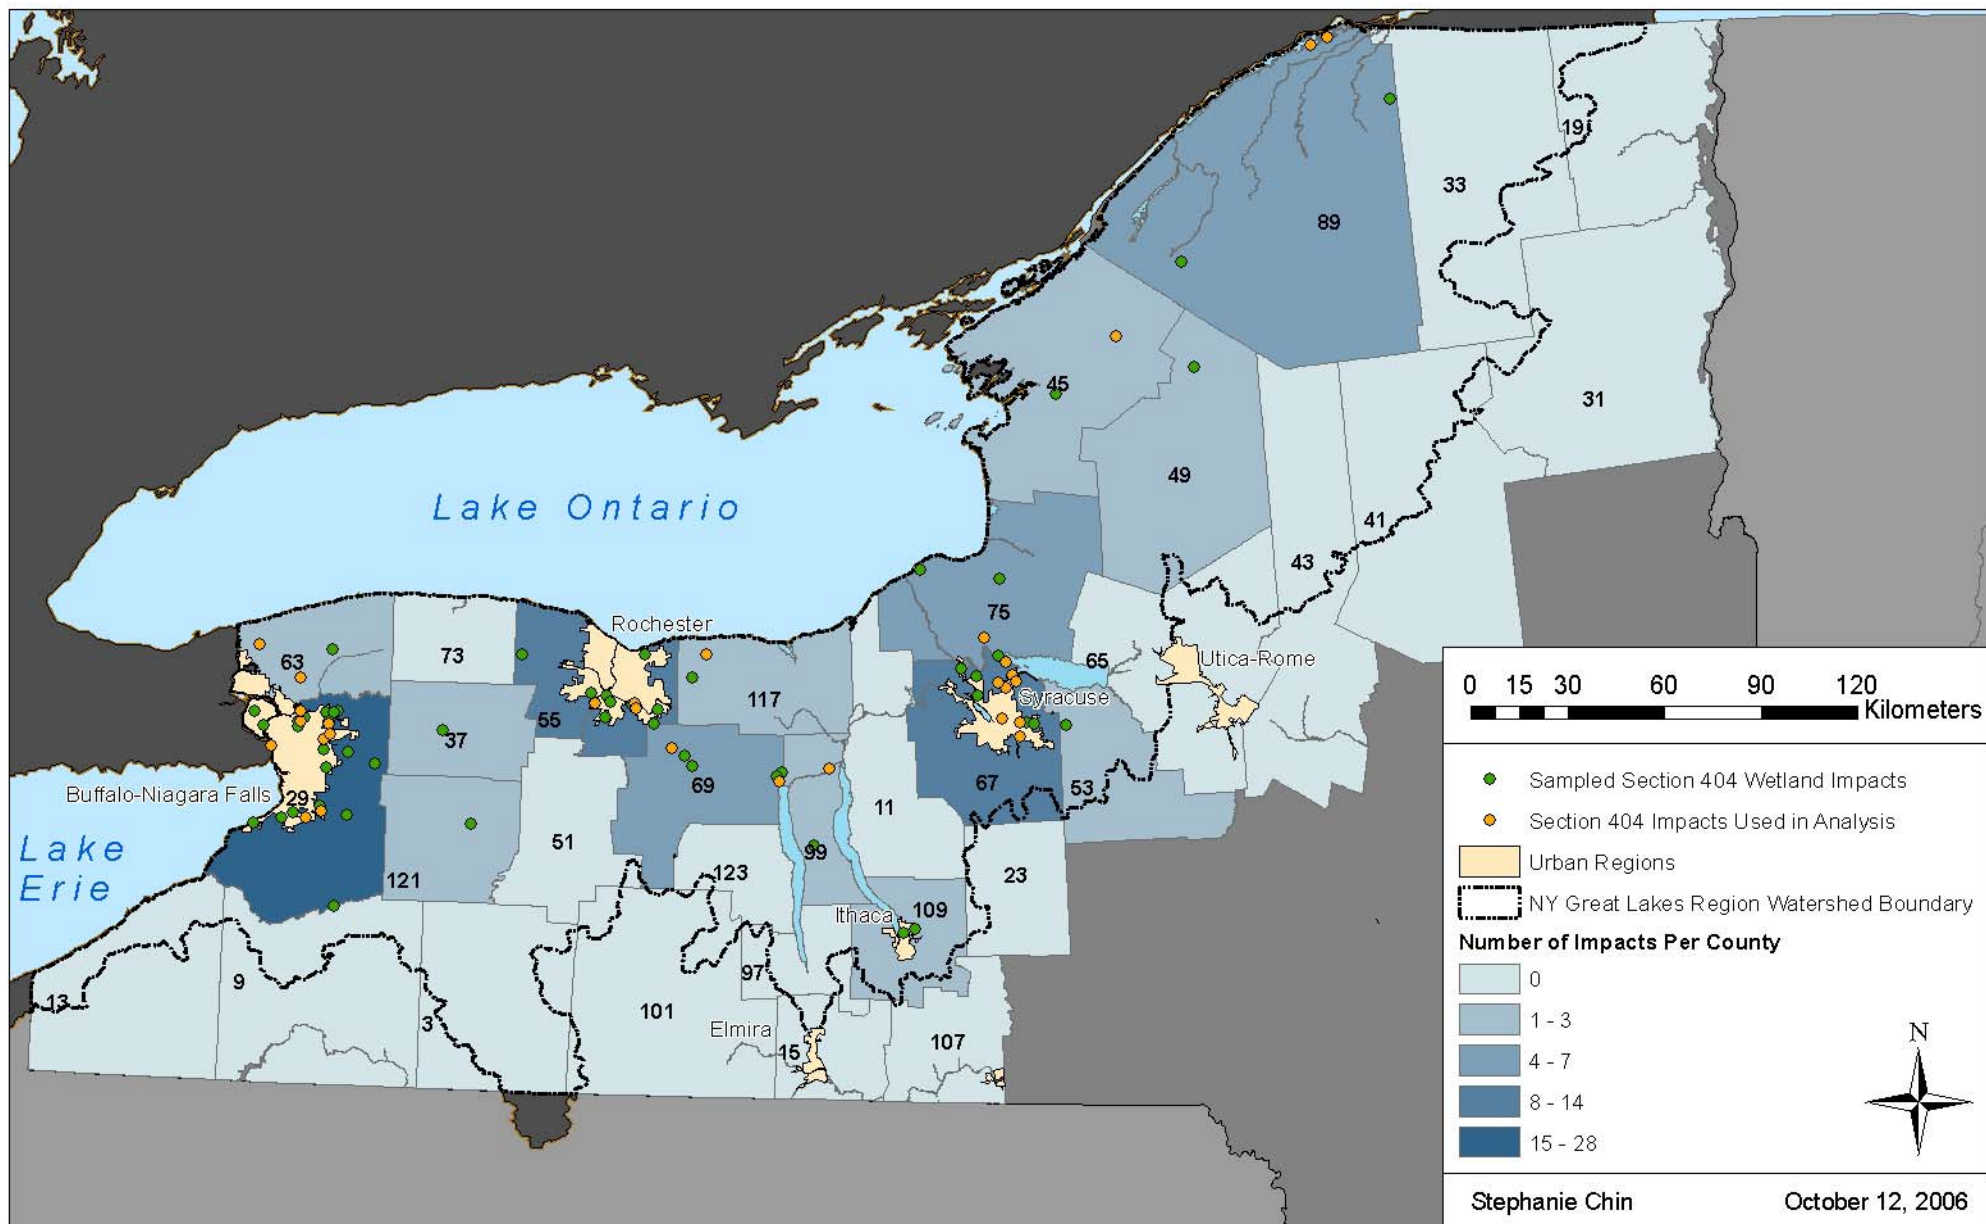 19
33
89
45
31
49
Lake Ontario
41
43
Rochester
75
63
73
65
Utica-Rome
Syracuse
117
55
37
Buffalo-Niagara Falls
29
69
67
53
11
51
99
Lake
Erie
121
123
23
Ithaca
109
9
97
13
3
101
Elmira
15
107
0 15 30 60 90 120
Kilometers
Sampled Section 404 Wetland Impacts
Section 404 Impacts Used in Analysis
Urban Regions
NY Great Lakes Region Watershed Boundary
Number of Impacts Per County
0
1 - 3
4 - 7
8 - 14
15 - 28
N
Stephanie Chin October 12, 2006